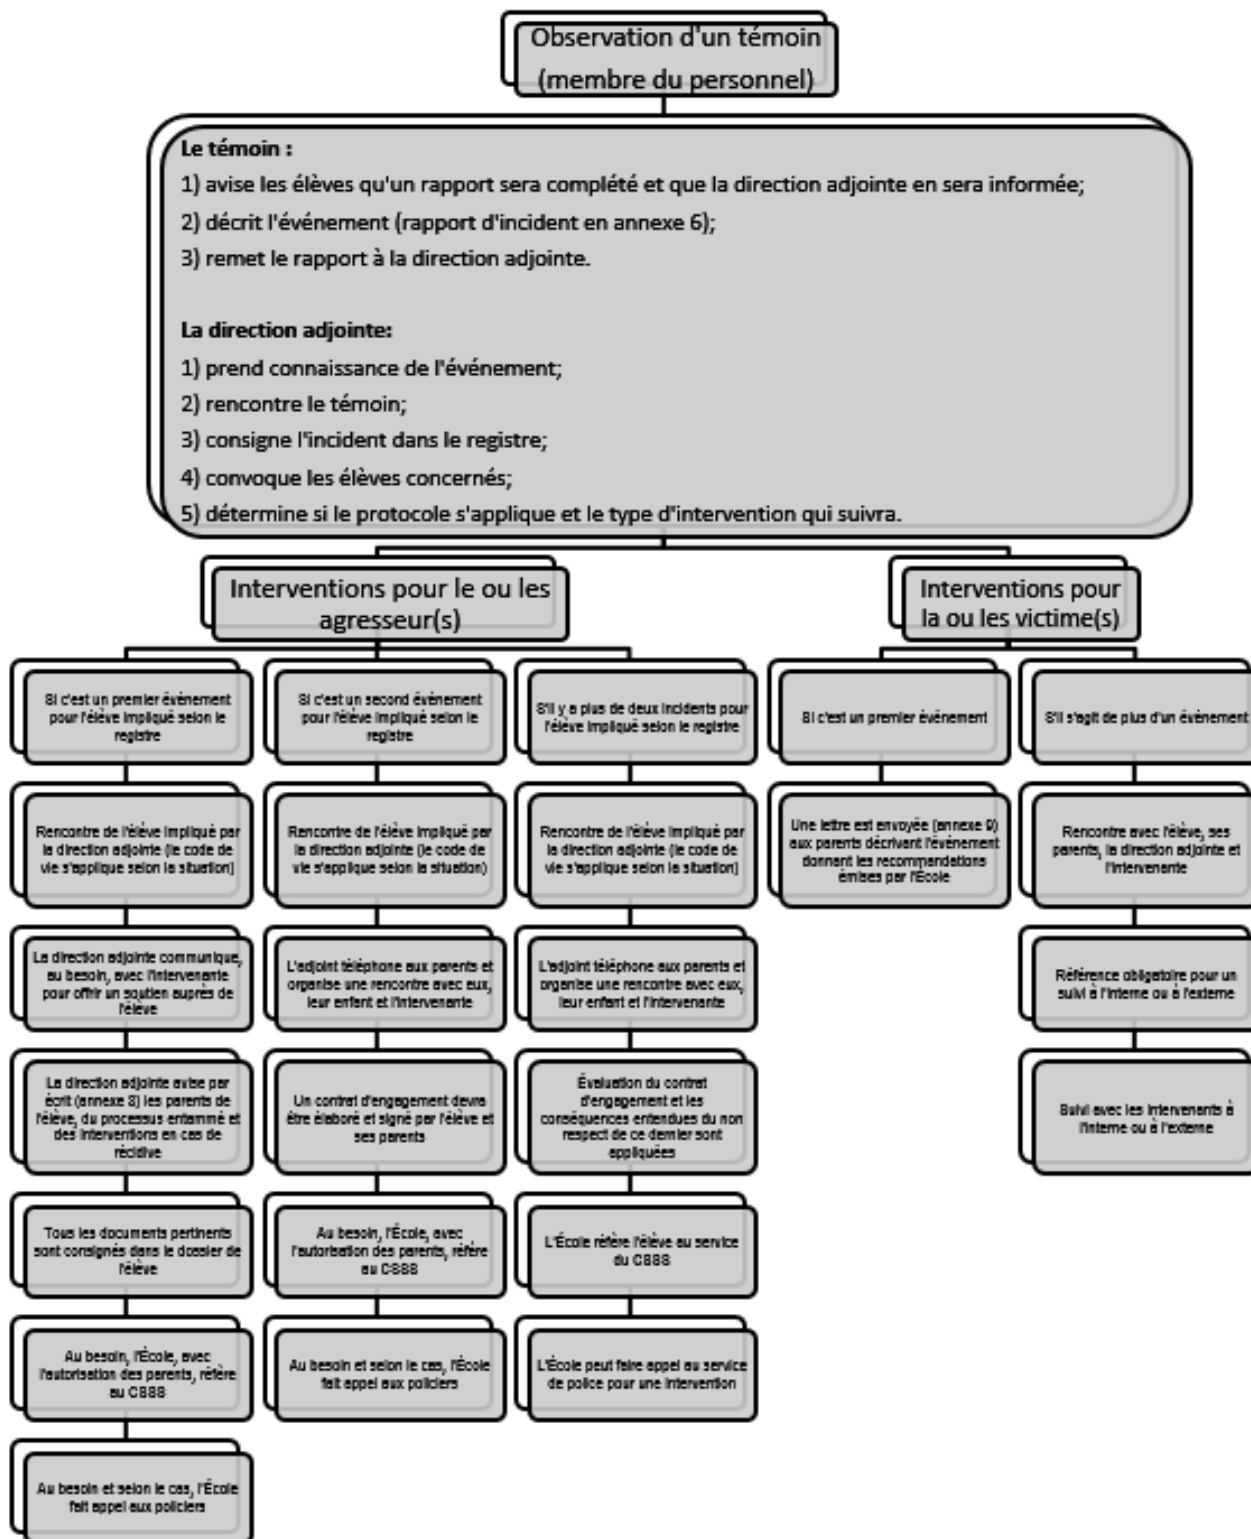 Observation d'un témoin
(membre du personnel)
Le témoin :
1) avise les élèves qu'un rapport sera complété et que la direction adjointe en sera informée;
2) décrit l'événement (rapport d'incident en annexe 6);
3) remet le rapport à la direction adjointe.
La direction adjointe:
1) prend connaissance de l'événement;
2) rencontre le témoin;
3) consigne l'incident dans le registre;
4) convoque les élèves concernés;
5) détermine si le protocole s'applique et le type d'intervention qui suivra.
Interventions pour le ou les
agresseur(s)
Si c'est un premier événement
pour l'élève impliqué selon le
registre
Rencontre de l'élève impliqué par
la direction adjointe (le code de
vie s'applique selon la situation)
La direction adjointe communique,
au besoin, avec l'intervenante
pour offrir un soutien auprès de
l'élève
La direction adjointe avise par
écrit (annexe 8) les parents de
l'élève, du processus entammé et
des interventions en cas de
récidive
Tous les documents pertinents
sont consignés dans le dossier de
l'élève
Au besoin, l'École, avec
l'autorisation des parents, réfère
au CSSS
Au besoin et selon le cas, l'École
fait appel aux policiers
Si c'est un second événement
pour l'élève impliqué selon le
registre
Rencontre de l'élève impliqué par
la direction adjointe (le code de
vie s'applique selon la situation)
L'adjoint téléphone aux parents et
organise une rencontre avec eux,
leur enfant et l'intervenante
Un contrat d'engagement devra
être élaboré et signé par l'élève et
ses parents
Au besoin, l'École, avec
l'autorisation des parents, réfère
au CSSS
Au besoin et selon le cas, l'École
fait appel aux policiers
S'il y a plus de deux incidents pour
l'élève impliqué selon le registre
Rencontre de l'élève impliqué par
la direction adjointe (le code de
vie s'applique selon la situation)
L'adjoint téléphone aux parents et
organise une rencontre avec eux,
leur enfant et l'intervenante
Évaluation du contrat
d'engagement et les
conséquences entendues du non
respect de ce dernier sont
appliquées
L'École réfère l'élève au service
du CSSS
L'École peut faire appel au service
de police pour une intervention
Interventions pour
la ou les victime(s)
Si c'est un premier événement
Une lettre est envoyée (annexe 9)
aux parents décrivant l'événement
donnant les recommandations
émises par l'École
S'il s'agit de plus d'un événement
Rencontre avec l'élève, ses
parents, la direction adjointe et
l'intervenante
Référence obligatoire pour un
suivi à l'interne ou à l'externe
Suivi avec les intervenants à
l'interne ou à l'externe